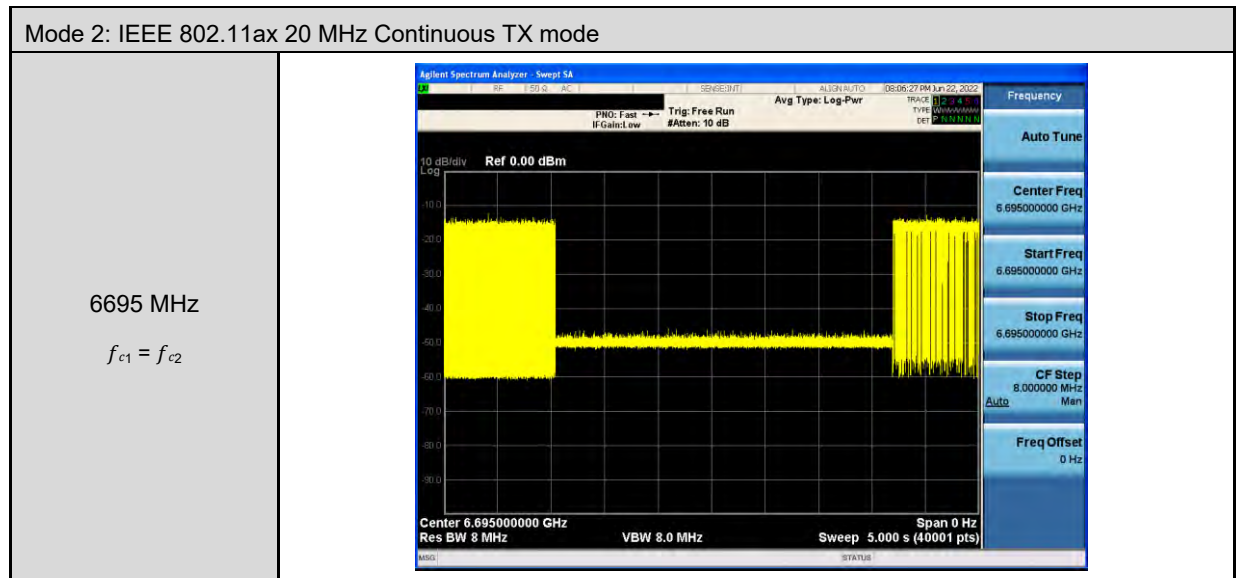 Mode 2: IEEE 802.11ax 20 MHz Continuous TX mode
6695 MHz
fc1 = fc2
Agilent Spectrum Analyzer - Swept SA
RF 50 Ω AC SENSE:INT ALIGN AUTO 08:06:27 PM Jun 22, 2022
Avg Type: Log-Pwr
TRACE 1 2 3 4 5 6
TYPE
DET P N N N N N
PNO: Fast
IFGain:Low
Trig: Free Run
#Atten: 10 dB
10 dB/div Ref 0.00 dBm
Log
-10.0
-20.0
-30.0
-40.0
-50.0
-60.0
-70.0
-80.0
-90.0
Center 6.695000000 GHz Span 0 Hz
Res BW 8 MHz VBW 8.0 MHz Sweep 5.000 s (40001 pts)
MSG STATUS
Frequency
Auto Tune
Center Freq
6.695000000 GHz
Start Freq
6.695000000 GHz
Stop Freq
6.695000000 GHz
CF Step
8.000000 MHz
Auto Man
Freq Offset
0 Hz